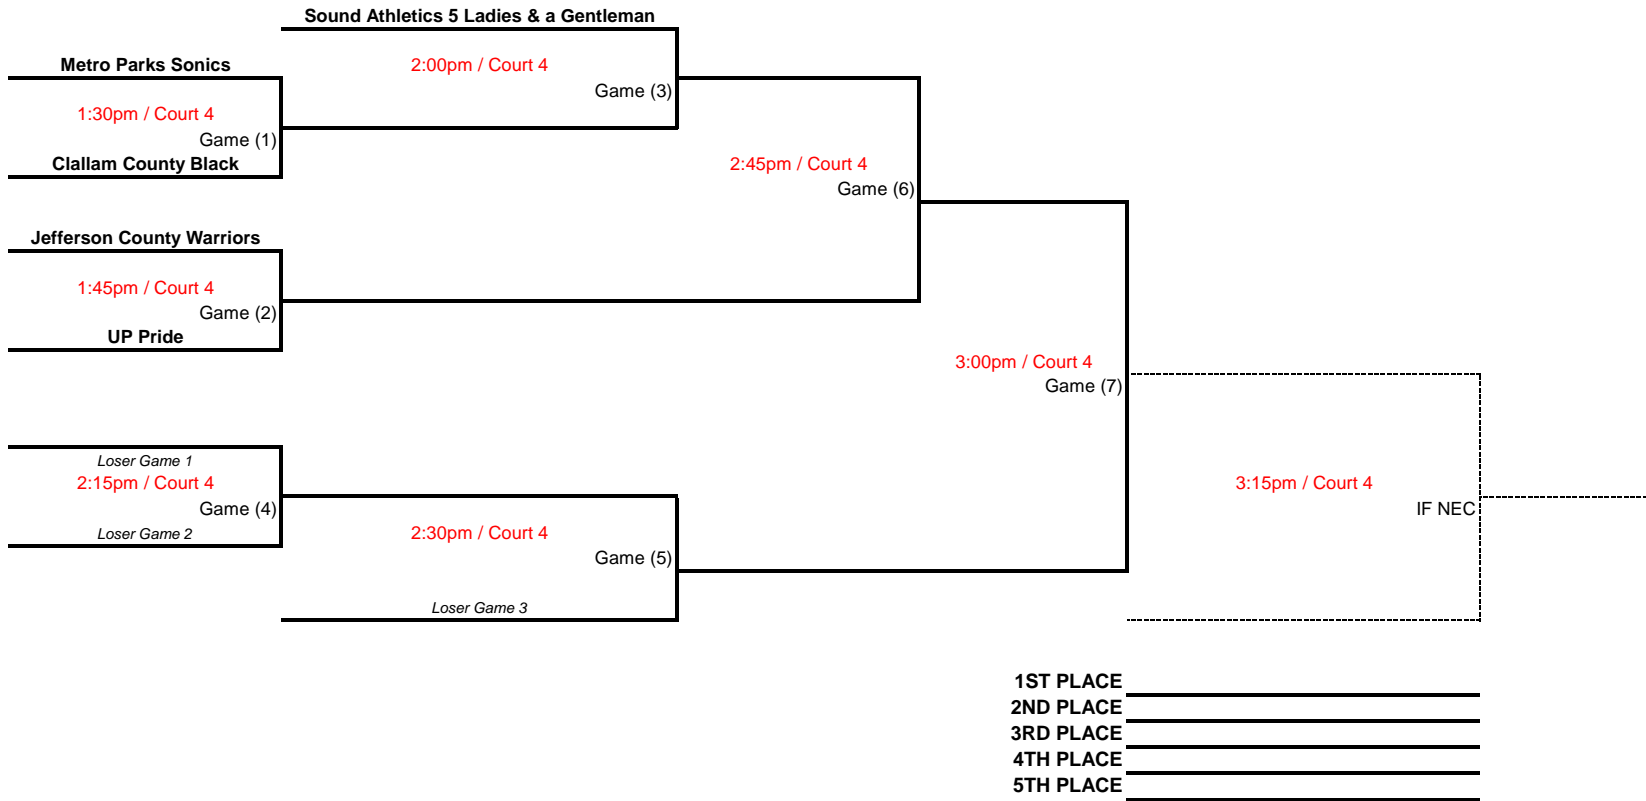 Sound Athletics 5 Ladies & a Gentleman
Metro Parks Sonics
2:00pm / Court 4
Game (3)
1:30pm / Court 4
Game (1)
Clallam County Black
2:45pm / Court 4
Game (6)
Jefferson County Warriors
1:45pm / Court 4
Game (2)
UP Pride
3:00pm / Court 4
Game (7)
Loser Game 1
2:15pm / Court 4
Game (4)
Loser Game 2
2:30pm / Court 4
Game (5)
Loser Game 3
3:15pm / Court 4
IF NEC
1ST PLACE
2ND PLACE
3RD PLACE
4TH PLACE
5TH PLACE